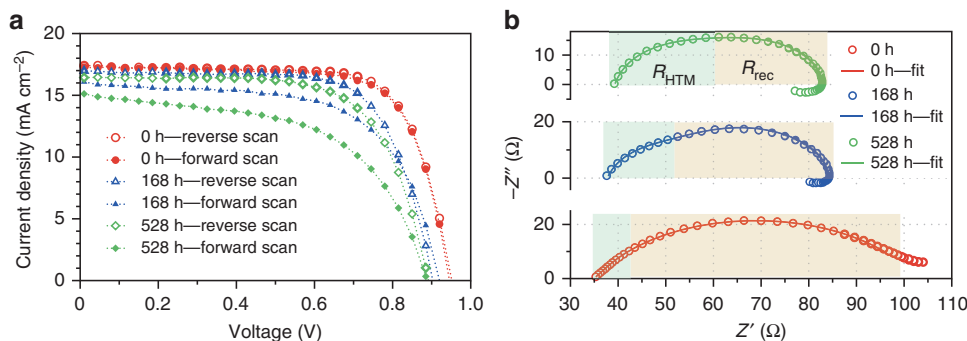 a
20
15
10
5
0
Current density (mA cm−2)
0 h—reverse scan
0 h—forward scan
168 h—reverse scan
168 h—forward scan
528 h—reverse scan
528 h—forward scan
0 0.2 0.4 0.6 0.8 1.0
Voltage (V)
b
10
0
RHTM Rrec
20
0
20
0
−Z″ (Ω)
0 h
0 h—fit
168 h
168 h—fit
528 h
528 h—fit
30 40 50 60 70 80 90 100 110
Z′ (Ω)